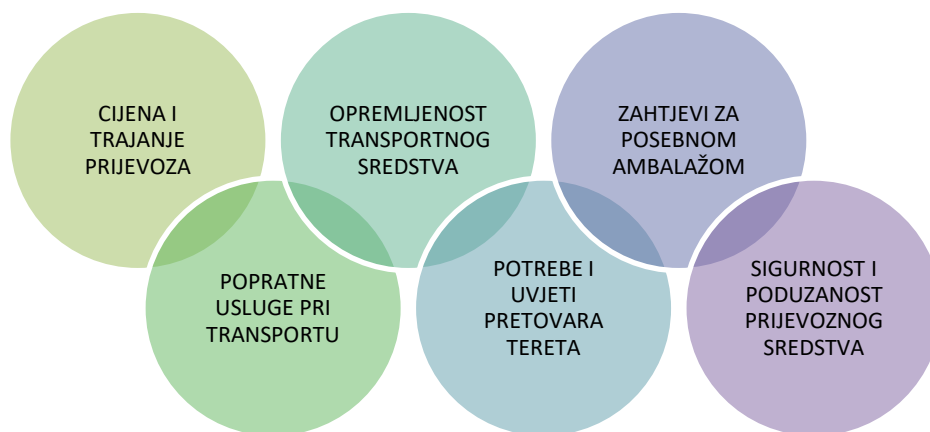 CIJENA I
TRAJANJE
PRIJEVOZA
OPREMLJENOST
TRANSPORTNOG
SREDSTVA
ZAHTJEVI ZA
POSEBNOM
AMBALAŽOM
POPRATNE
USLUGE PRI
TRANSPORTU
POTREBE I
UVJETI
PRETOVARA
TERETA
SIGURNOST I
PODUZANOST
PRIJEVOZNOG
SREDSTVA